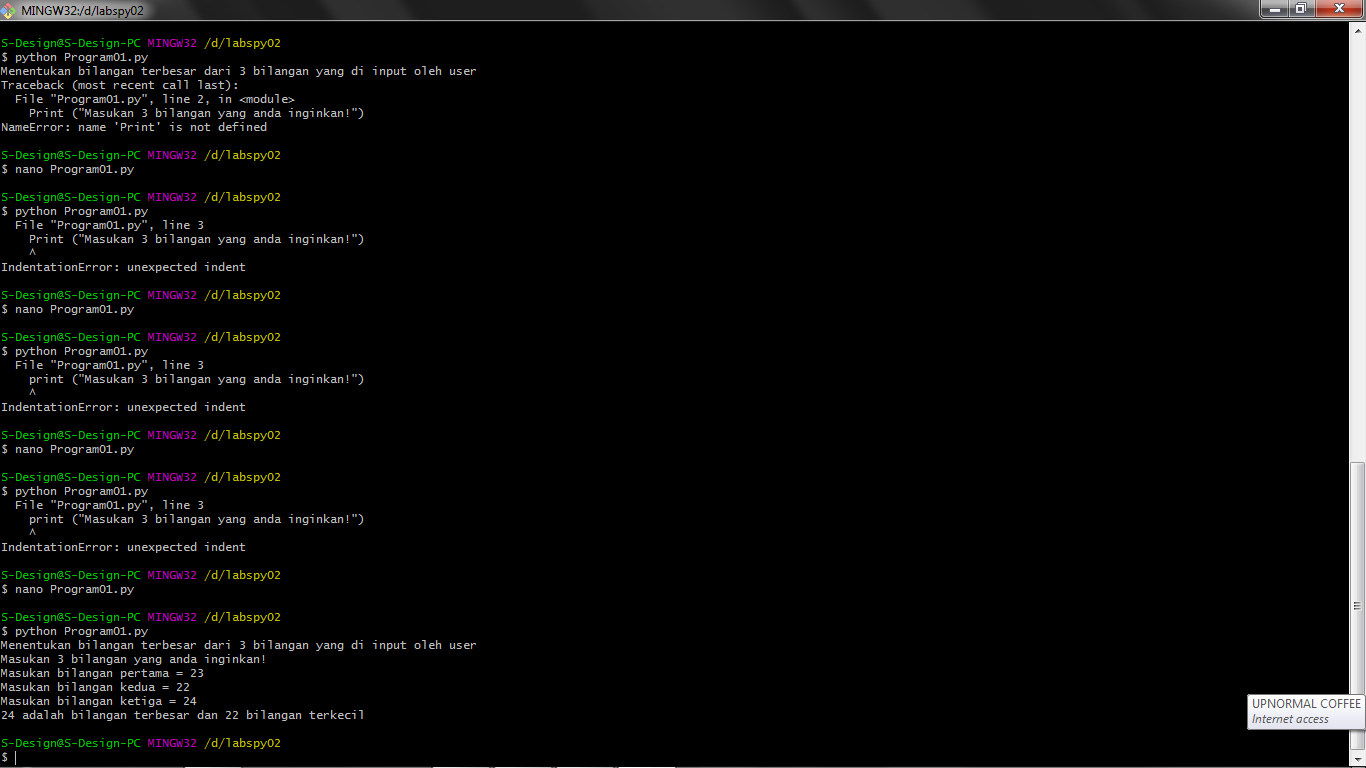 MINGW32:/d/labspy02
S-Design@S-Design-PC MINGW32 /d/labspy02
$ python Program01.py
Menentukan bilangan terbesar dari 3 bilangan yang di input oleh user
Traceback (most recent call last):
  File "Program01.py", line 2, in <module>
    Print ("Masukan 3 bilangan yang anda inginkan!")
NameError: name 'Print' is not defined
S-Design@S-Design-PC MINGW32 /d/labspy02
$ nano Program01.py
S-Design@S-Design-PC MINGW32 /d/labspy02
$ python Program01.py
  File "Program01.py", line 3
    Print ("Masukan 3 bilangan yang anda inginkan!")
    ^
IndentationError: unexpected indent
S-Design@S-Design-PC MINGW32 /d/labspy02
$ nano Program01.py
S-Design@S-Design-PC MINGW32 /d/labspy02
$ python Program01.py
  File "Program01.py", line 3
    print ("Masukan 3 bilangan yang anda inginkan!")
    ^
IndentationError: unexpected indent
S-Design@S-Design-PC MINGW32 /d/labspy02
$ nano Program01.py
S-Design@S-Design-PC MINGW32 /d/labspy02
$ python Program01.py
  File "Program01.py", line 3
    print ("Masukan 3 bilangan yang anda inginkan!")
    ^
IndentationError: unexpected indent
S-Design@S-Design-PC MINGW32 /d/labspy02
$ nano Program01.py
S-Design@S-Design-PC MINGW32 /d/labspy02
$ python Program01.py
Menentukan bilangan terbesar dari 3 bilangan yang di input oleh user
Masukan 3 bilangan yang anda inginkan!
Masukan bilangan pertama = 23
Masukan bilangan kedua = 22
Masukan bilangan ketiga = 24
24 adalah bilangan terbesar dan 22 bilangan terkecil
S-Design@S-Design-PC MINGW32 /d/labspy02
$
UPNORMAL COFFEE
Internet access